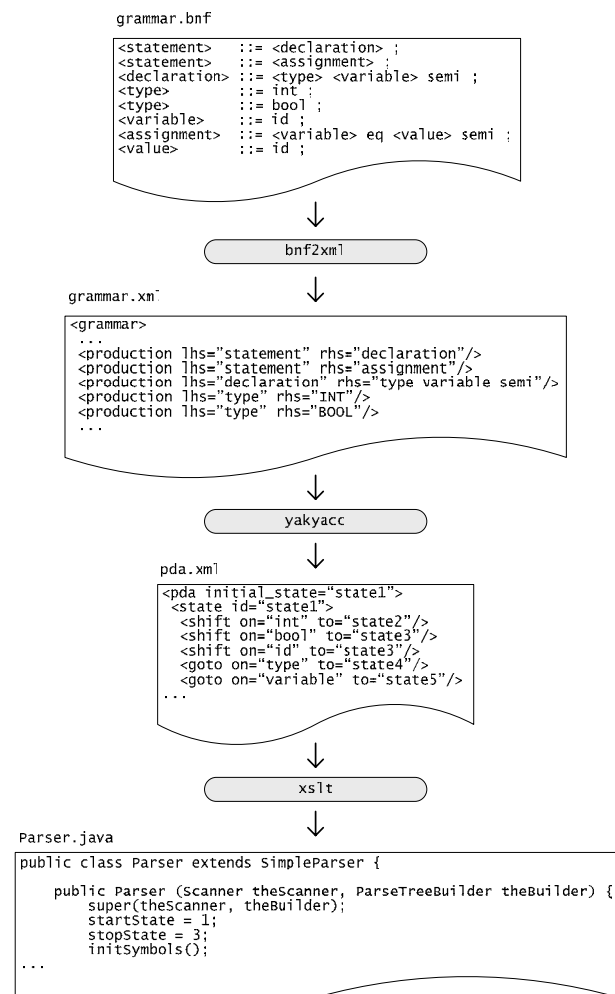 grammar.bnf
<statement>   ::= <declaration> ;
<statement>   ::= <assignment> ;
<declaration> ::= <type> <variable> semi ;
<type>        ::= int ;
<type>        ::= bool ;
<variable>    ::= id ;
<assignment>  ::= <variable> eq <value> semi ;
<value>       ::= id ;
bnf2xml
grammar.xml
<grammar>
...
<production lhs="statement" rhs="declaration"/>
<production lhs="statement" rhs="assignment"/>
<production lhs="declaration" rhs="type variable semi"/>
<production lhs="type" rhs="INT"/>
<production lhs="type" rhs="BOOL"/>
...
yakyacc
pda.xml
<pda initial_state=“state1”>
<state id=“state1”>
<shift on=“int” to=“state2”/>
<shift on=“bool” to=“state3”/>
<shift on=“id” to=“state3”/>
<goto on=“type” to=“state4”/>
<goto on=“variable” to=“state5”/>
...
xslt
Parser.java
public class Parser extends SimpleParser {
public Parser (Scanner theScanner, ParseTreeBuilder theBuilder) {
super(theScanner, theBuilder);
startState = 1;
stopState = 3;
initSymbols();
...